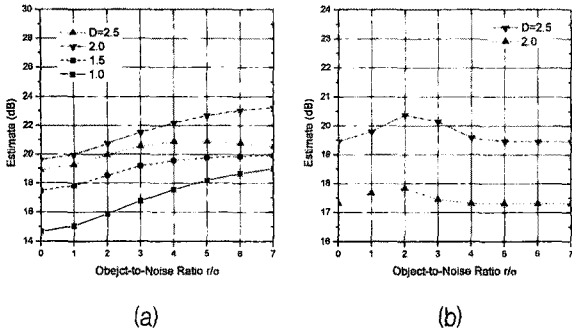 30
28
26
24
22
20
18
16
14
Estimate (dB)
D=2.5
2.0
1.5
1.0
0 1 2 3 4 5 6 7
Obejct-to-Noise Ratio r/σ
(a)
26
25
24
23
22
21
20
19
18
17
16
Estimate (dB)
D=2.5
2.0
0 1 2 3 4 5 6 7
Object-to-Noise Ratio r/σ
(b)